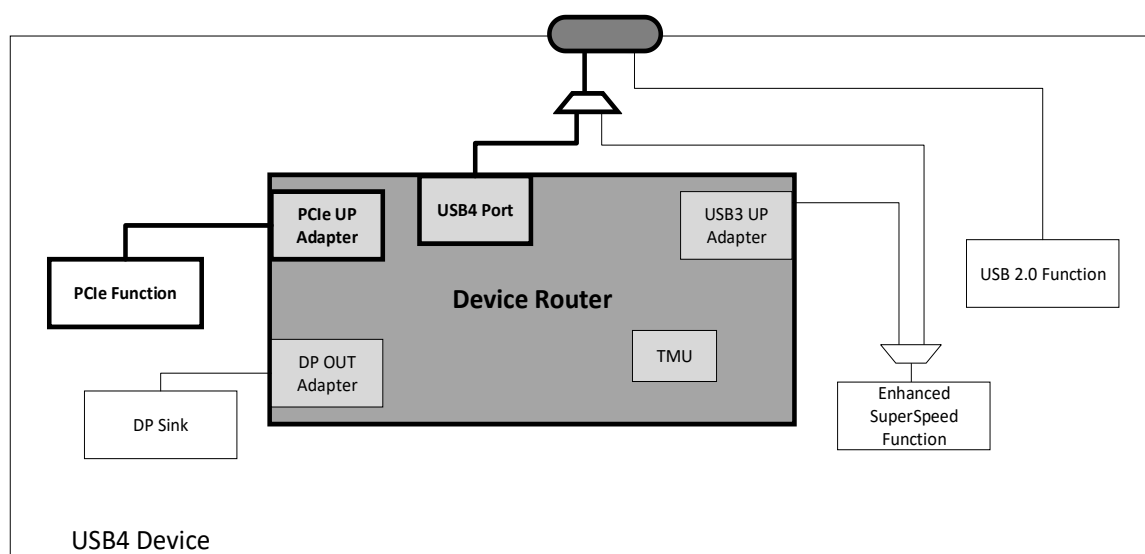 PCIe UP
Adapter
USB4 Port
USB3 UP
Adapter
USB 2.0 Function
PCIe Function
Device Router
TMU
DP OUT
Adapter
DP Sink
Enhanced
SuperSpeed
Function
USB4 Device